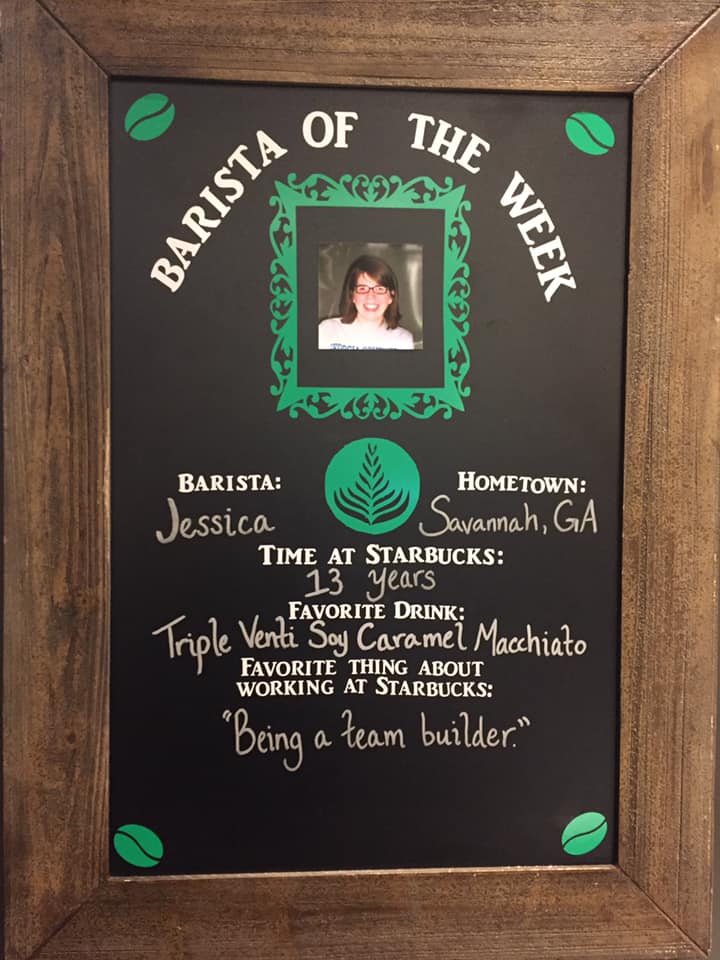 BARISTA OF THE WEEK
BARISTA:
Jessica
HOMETOWN:
Savannah, GA
TIME AT STARBUCKS:
13 years
FAVORITE DRINK:
Triple Venti Soy Caramel Macchiato
FAVORITE THING ABOUT
WORKING AT STARBUCKS:
"Being a team builder."